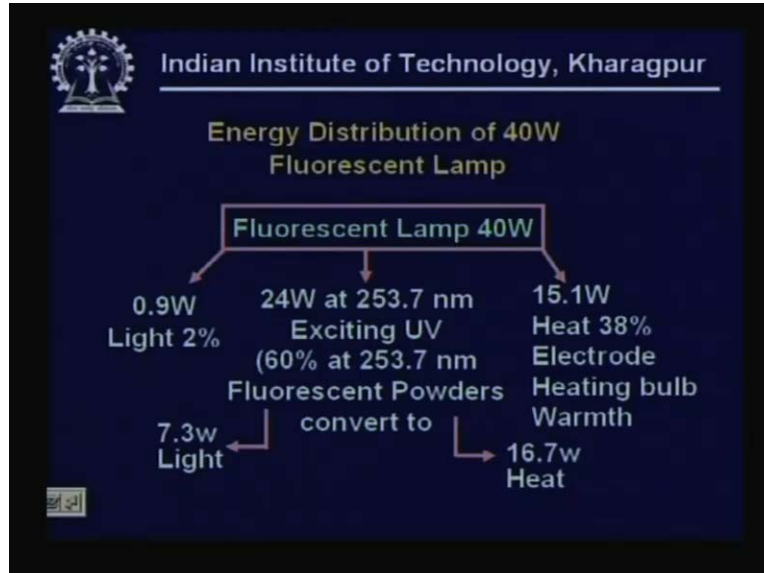 Indian Institute of Technology, Kharagpur
Energy Distribution of 40W
Fluorescent Lamp
Fluorescent Lamp 40W
0.9W
Light 2%
24W at 253.7 nm
Exciting UV
(60% at 253.7 nm
Fluorescent Powders
convert to
15.1W
Heat 38%
Electrode
Heating bulb
Warmth
7.3w
Light
16.7w
Heat